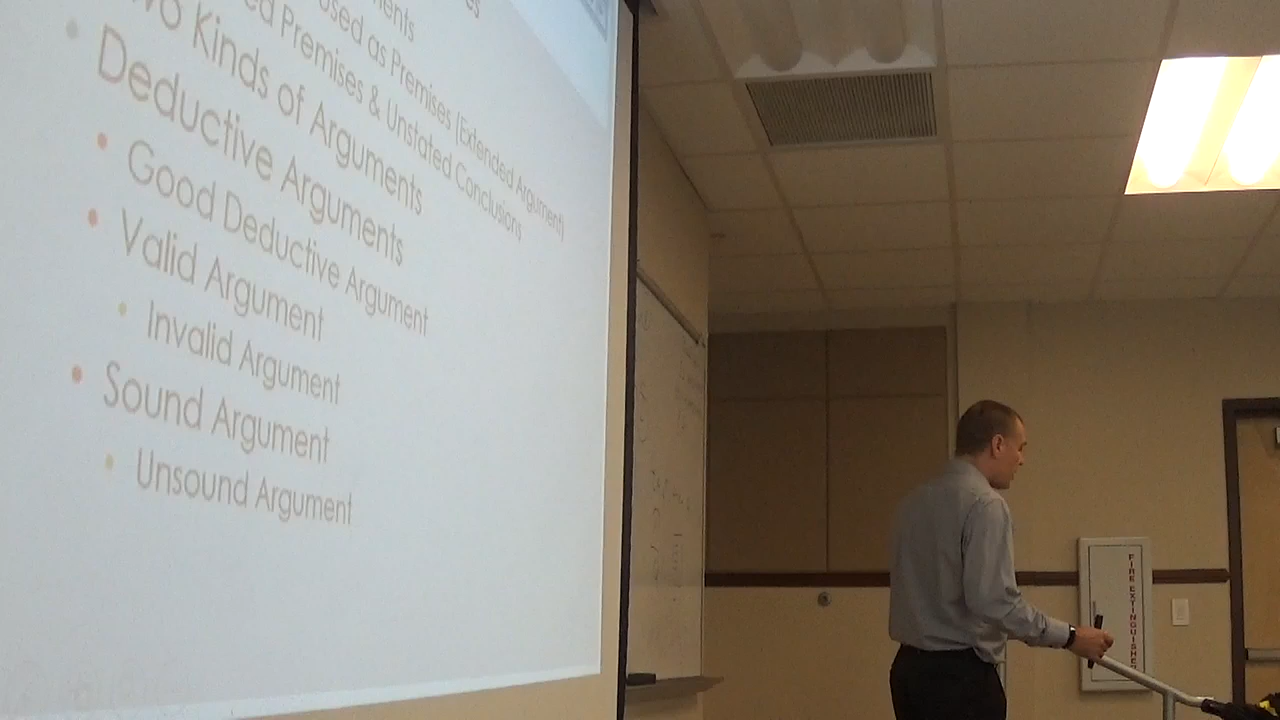 used as Premises (Extended Argument)
Premises & Unstated Conclusions
Kinds of Arguments
Deductive Arguments
Good Deductive Argument
Valid Argument
Invalid Argument
Sound Argument
Unsound Argument
FIRE EXTINGUISHER